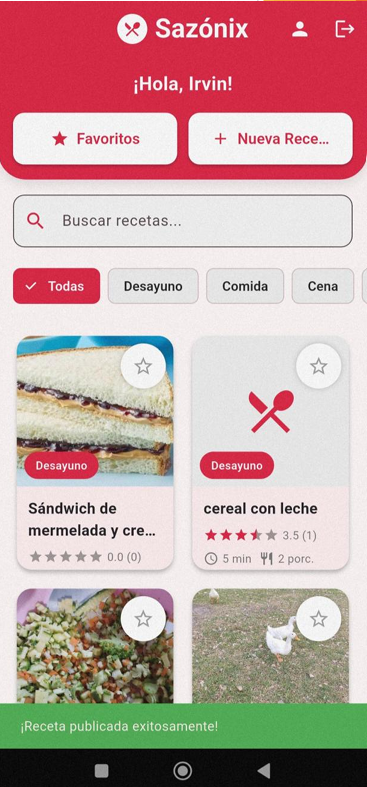 Sazónix
¡Hola, Irvin!
Favoritos
Nueva Rece...
Buscar recetas...
Todas
Desayuno
Comida
Cena
Desayuno
Desayuno
Sándwich de
mermelada y cre...
0.0 (0)
cereal con leche
3.5 (1)
5 min
2 porc.
¡Receta publicada exitosamente!